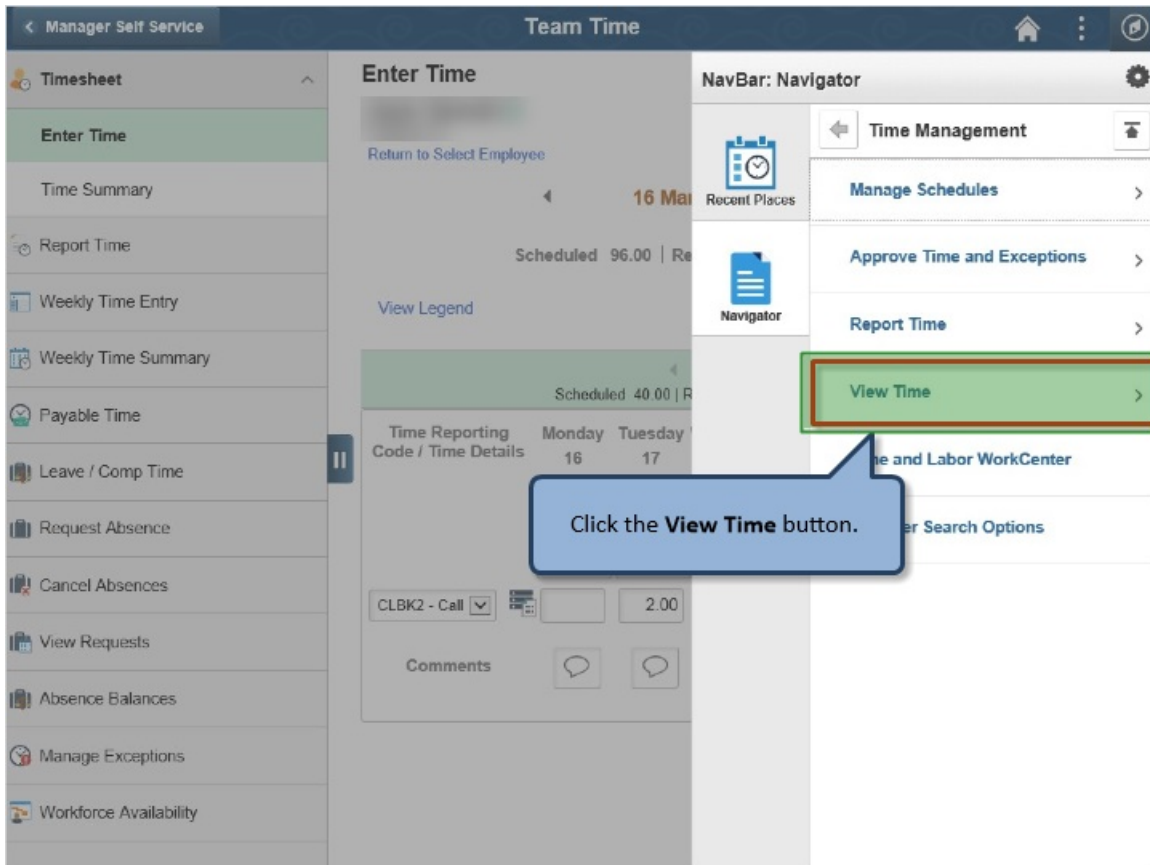 Manager Self Service
Team Time
Timesheet
Enter Time
Time Summary
Report Time
Weekly Time Entry
Weekly Time Summary
Payable Time
Leave / Comp Time
Request Absence
Cancel Absences
View Requests
Absence Balances
Manage Exceptions
Workforce Availability
Enter Time
Return to Select Employee
16 Mar
Scheduled 96.00 | Re
View Legend
Scheduled 40.00 | R
Time Reporting
Code / Time Details
Monday
16
Tuesday
17
CLBK2 - Call
2.00
Comments
NavBar: Navigator
Recent Places
Navigator
Time Management
Manage Schedules
Approve Time and Exceptions
Report Time
View Time
me and Labor WorkCenter
er Search Options
Click the View Time button.